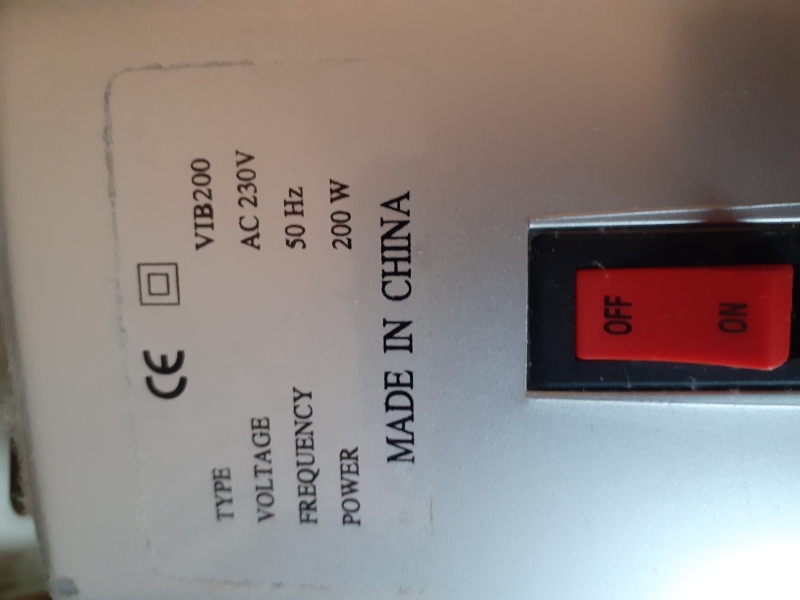 CE
TYPE VIB200
VOLTAGE AC 230V
FREQUENCY 50 Hz
POWER 200 W
MADE IN CHINA
OFF
ON